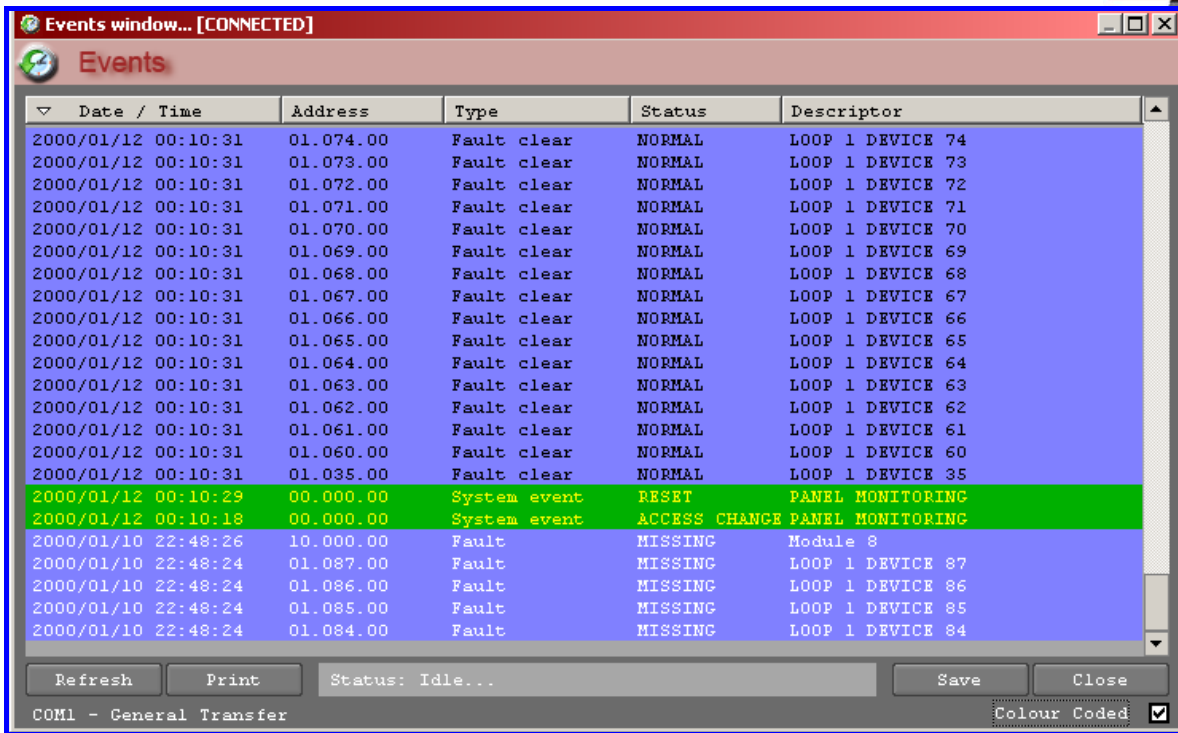 Events window... [CONNECTED]
Events
Date / Time Address Type Status Descriptor
2000/01/12 00:10:31 01.074.00 Fault clear NORMAL LOOP 1 DEVICE 74
2000/01/12 00:10:31 01.073.00 Fault clear NORMAL LOOP 1 DEVICE 73
2000/01/12 00:10:31 01.072.00 Fault clear NORMAL LOOP 1 DEVICE 72
2000/01/12 00:10:31 01.071.00 Fault clear NORMAL LOOP 1 DEVICE 71
2000/01/12 00:10:31 01.070.00 Fault clear NORMAL LOOP 1 DEVICE 70
2000/01/12 00:10:31 01.069.00 Fault clear NORMAL LOOP 1 DEVICE 69
2000/01/12 00:10:31 01.068.00 Fault clear NORMAL LOOP 1 DEVICE 68
2000/01/12 00:10:31 01.067.00 Fault clear NORMAL LOOP 1 DEVICE 67
2000/01/12 00:10:31 01.066.00 Fault clear NORMAL LOOP 1 DEVICE 66
2000/01/12 00:10:31 01.065.00 Fault clear NORMAL LOOP 1 DEVICE 65
2000/01/12 00:10:31 01.064.00 Fault clear NORMAL LOOP 1 DEVICE 64
2000/01/12 00:10:31 01.063.00 Fault clear NORMAL LOOP 1 DEVICE 63
2000/01/12 00:10:31 01.062.00 Fault clear NORMAL LOOP 1 DEVICE 62
2000/01/12 00:10:31 01.061.00 Fault clear NORMAL LOOP 1 DEVICE 61
2000/01/12 00:10:31 01.060.00 Fault clear NORMAL LOOP 1 DEVICE 60
2000/01/12 00:10:31 01.035.00 Fault clear NORMAL LOOP 1 DEVICE 35
2000/01/12 00:10:29 00.000.00 System event RESET PANEL MONITORING
2000/01/12 00:10:18 00.000.00 System event ACCESS CHANGE PANEL MONITORING
2000/01/10 22:48:26 10.000.00 Fault MISSING Module 8
2000/01/10 22:48:24 01.087.00 Fault MISSING LOOP 1 DEVICE 87
2000/01/10 22:48:24 01.086.00 Fault MISSING LOOP 1 DEVICE 86
2000/01/10 22:48:24 01.085.00 Fault MISSING LOOP 1 DEVICE 85
2000/01/10 22:48:24 01.084.00 Fault MISSING LOOP 1 DEVICE 84
Refresh Print Status: Idle... Save Close
COM1 - General Transfer Colour Coded